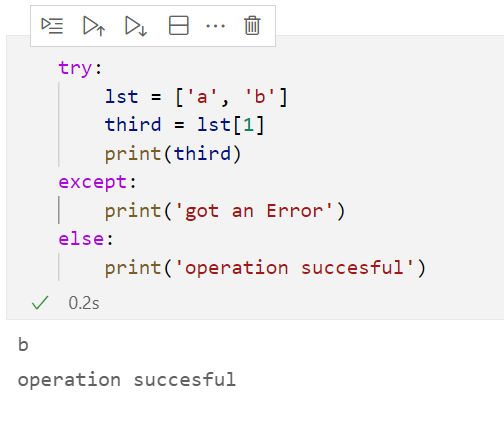 try:
    lst = ['a', 'b']
    third = lst[1]
    print(third)
except:
    print('got an Error')
else:
    print('operation succesful')
0.2s
b
operation succesful